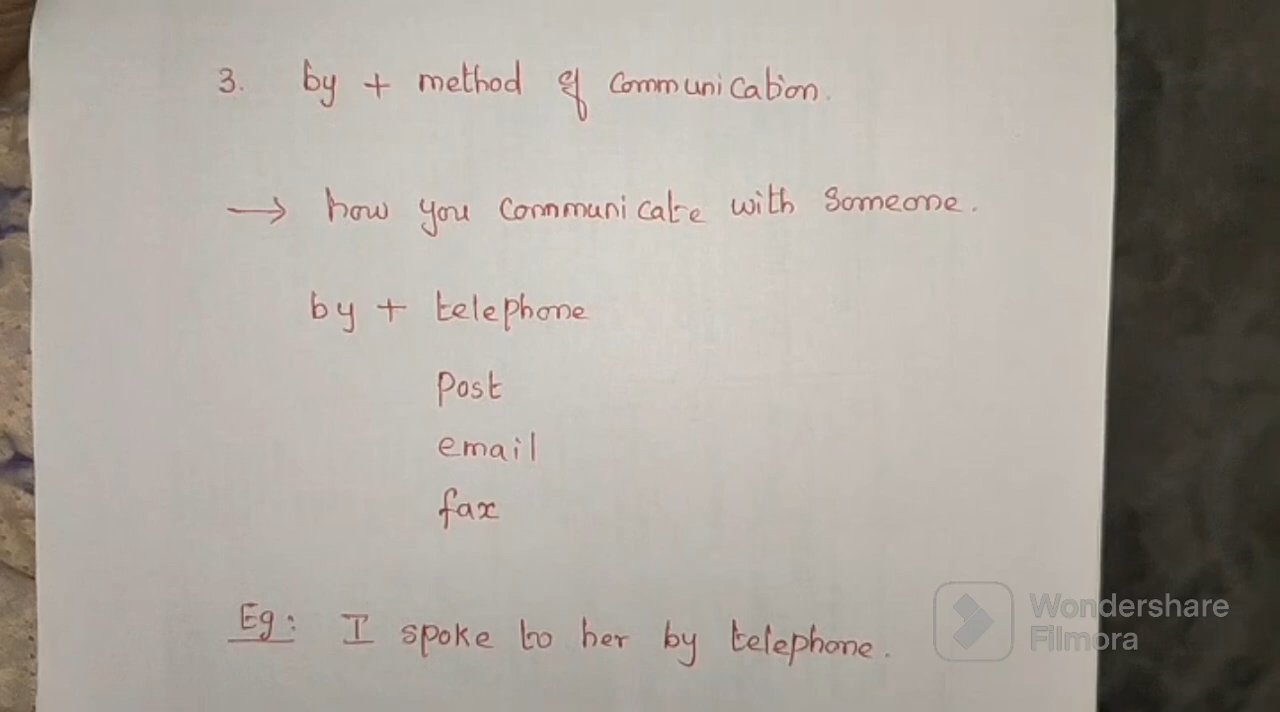 3. by + method of communication.
→ how you communicate with someone.
by + telephone
post
email
fax
Eg: I spoke to her by telephone.
Wondershare
Filmora